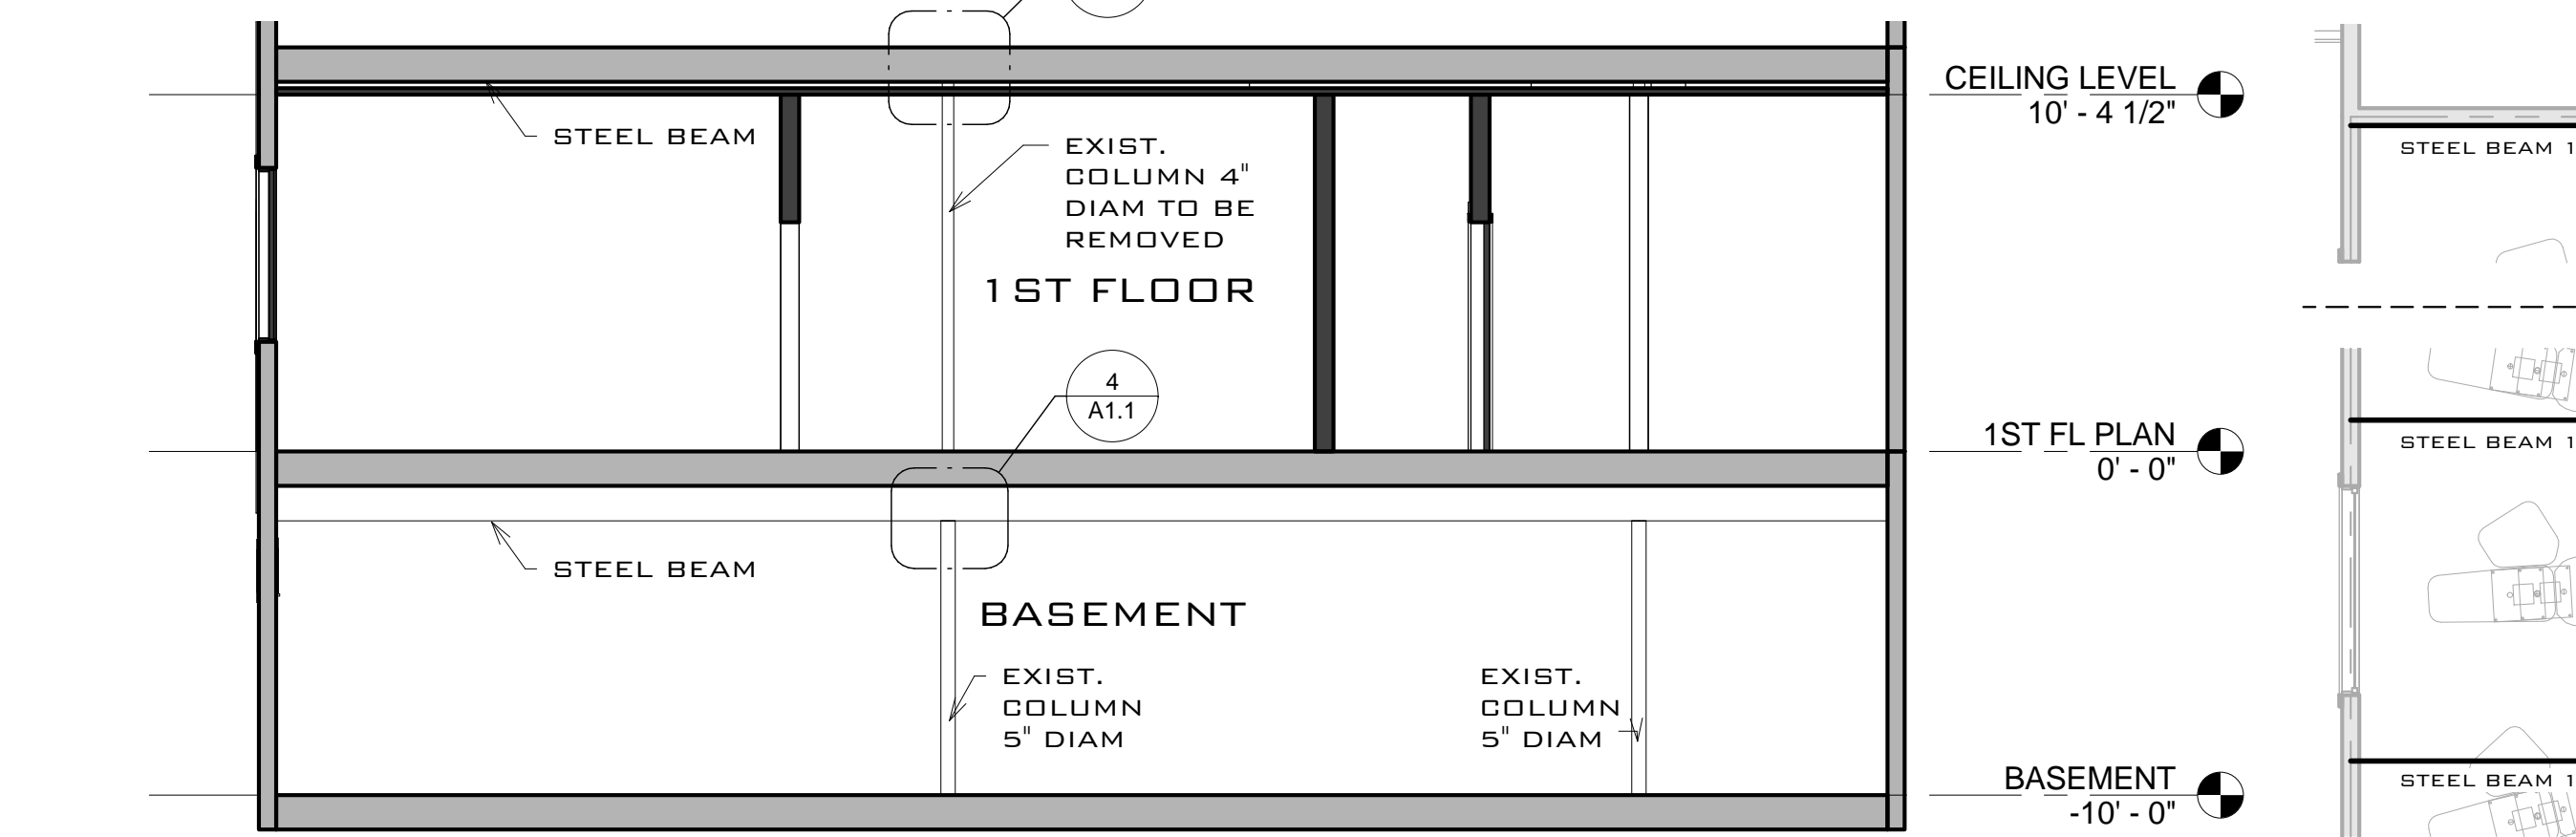 CEILING LEVEL
10' - 4 1/2"
STEEL BEAM
EXIST.
COLUMN 4"
DIAM TO BE
REMOVED
1ST FLOOR
4
A1.1
1ST FL PLAN
0' - 0"
STEEL BEAM
BASEMENT
EXIST.
COLUMN
5" DIAM
EXIST.
COLUMN
5" DIAM
BASEMENT
-10' - 0"
STEEL BEAM 1
STEEL BEAM 1
STEEL BEAM 1